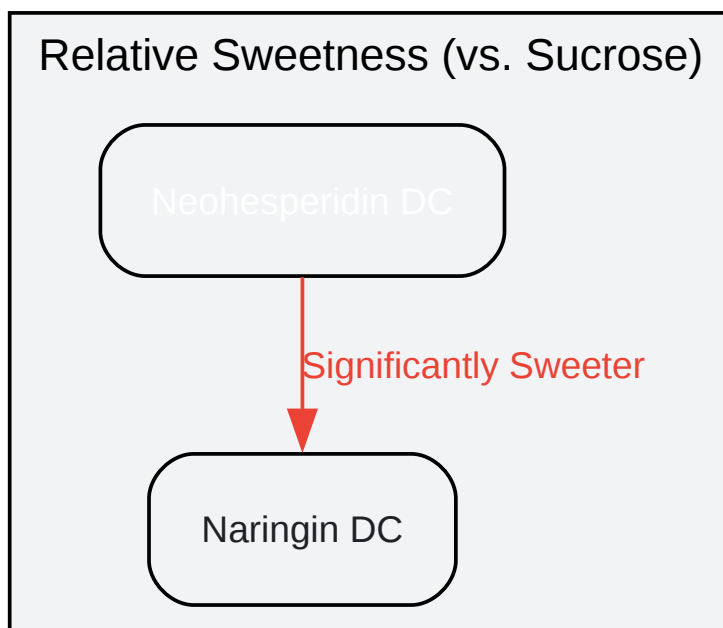 Relative Sweetness (vs. Sucrose)
Neohesperidin DC
Significantly Sweeter
Naringin DC